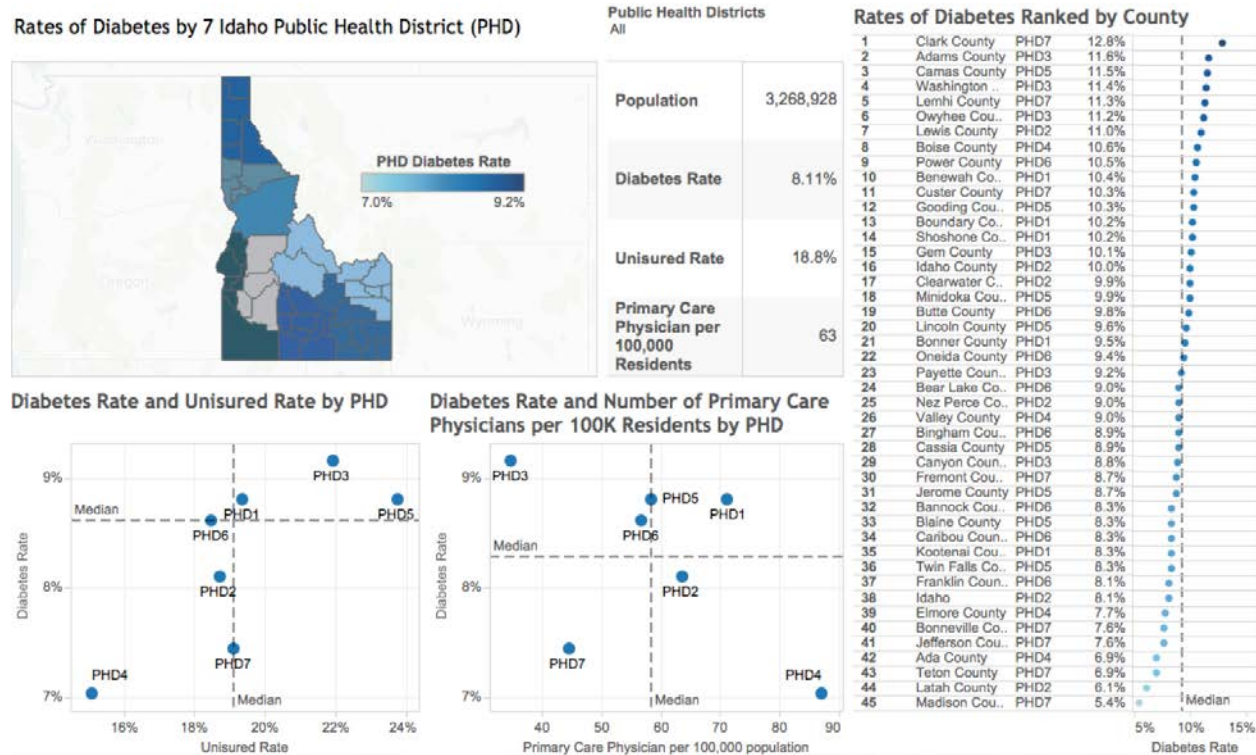 Rates of Diabetes by 7 Idaho Public Health District (PHD)
Washington
Oregon
Wyoming
PHD Diabetes Rate
7.0% 9.2%
Public Health Districts
All
Population 3,268,928
Diabetes Rate 8.11%
Unisured Rate 18.8%
Primary Care
Physician per
100,000 63
Residents
Rates of Diabetes Ranked by County
1 Clark County PHD7 12.8%
2 Adams County PHD3 11.6%
3 Camas County PHD5 11.5%
4 Washington .. PHD3 11.4%
5 Lemhi County PHD7 11.3%
6 Owyhee Cou.. PHD3 11.2%
7 Lewis County PHD2 11.0%
8 Boise County PHD4 10.6%
9 Power County PHD6 10.5%
10 Benewah Co.. PHD1 10.4%
11 Custer County PHD7 10.3%
12 Gooding Cou.. PHD5 10.3%
13 Boundary Co.. PHD1 10.2%
14 Shoshone Co.. PHD1 10.2%
15 Gem County PHD3 10.1%
16 Idaho County PHD2 10.0%
17 Clearwater C.. PHD2 9.9%
18 Minidoka Cou.. PHD5 9.9%
19 Butte County PHD6 9.8%
20 Lincoln County PHD5 9.6%
21 Bonner County PHD1 9.5%
22 Oneida County PHD6 9.4%
23 Payette Coun.. PHD3 9.2%
24 Bear Lake Co.. PHD6 9.0%
25 Nez Perce Co.. PHD2 9.0%
26 Valley County PHD4 9.0%
27 Bingham Cou.. PHD6 8.9%
28 Cassia County PHD5 8.9%
29 Canyon Coun.. PHD3 8.8%
30 Fremont Cou.. PHD7 8.7%
31 Jerome County PHD5 8.7%
32 Bannock Cou.. PHD6 8.3%
33 Blaine County PHD5 8.3%
34 Caribou Coun.. PHD6 8.3%
35 Kootenai Cou.. PHD1 8.3%
36 Twin Falls Co.. PHD5 8.3%
37 Franklin Coun.. PHD6 8.1%
38 Idaho PHD2 8.1%
39 Elmore County PHD4 7.7%
40 Bonneville Co.. PHD7 7.6%
41 Jefferson Cou.. PHD7 7.6%
42 Ada County PHD4 6.9%
43 Teton County PHD7 6.9%
44 Latah County PHD2 6.1%
45 Madison Cou.. PHD7 5.4%
Median
5% 10% 15%
Diabetes Rate
Diabetes Rate and Unisured Rate by PHD
9%
8%
7%
Diabetes Rate
PHD3
PHD1
PHD5
Median
PHD6
PHD2
PHD7
PHD4
Median
16% 18% 20% 22% 24%
Unisured Rate
Diabetes Rate and Number of Primary Care
Physicians per 100K Residents by PHD
9%
8%
7%
Diabetes Rate
PHD3
PHD5
PHD1
PHD6
Median
PHD2
PHD7
PHD4
Median
40 50 60 70 80 90
Primary Care Physician per 100,000 population